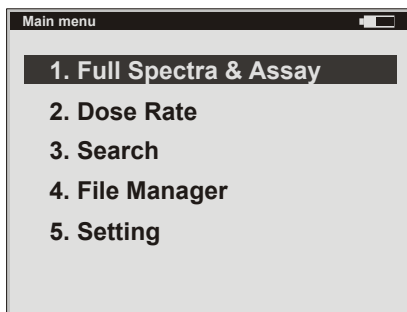 Main menu
1. Full Spectra & Assay
2. Dose Rate
3. Search
4. File Manager
5. Setting